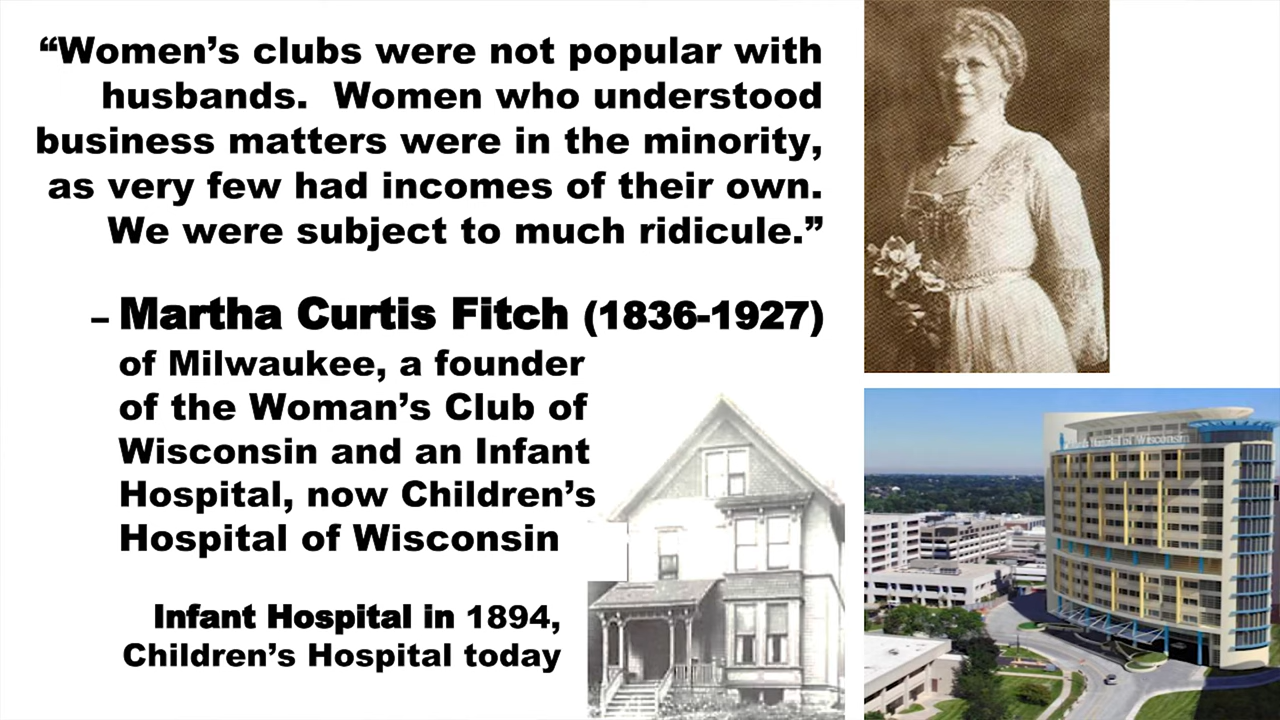 “Women’s clubs were not popular with
husbands.  Women who understood
business matters were in the minority,
as very few had incomes of their own.
We were subject to much ridicule.”
– Martha Curtis Fitch (1836-1927)
of Milwaukee, a founder
of the Woman’s Club of
Wisconsin and an Infant
Hospital, now Children’s
Hospital of Wisconsin
Infant Hospital in 1894,
Children’s Hospital today
Hospital of Wisconsin